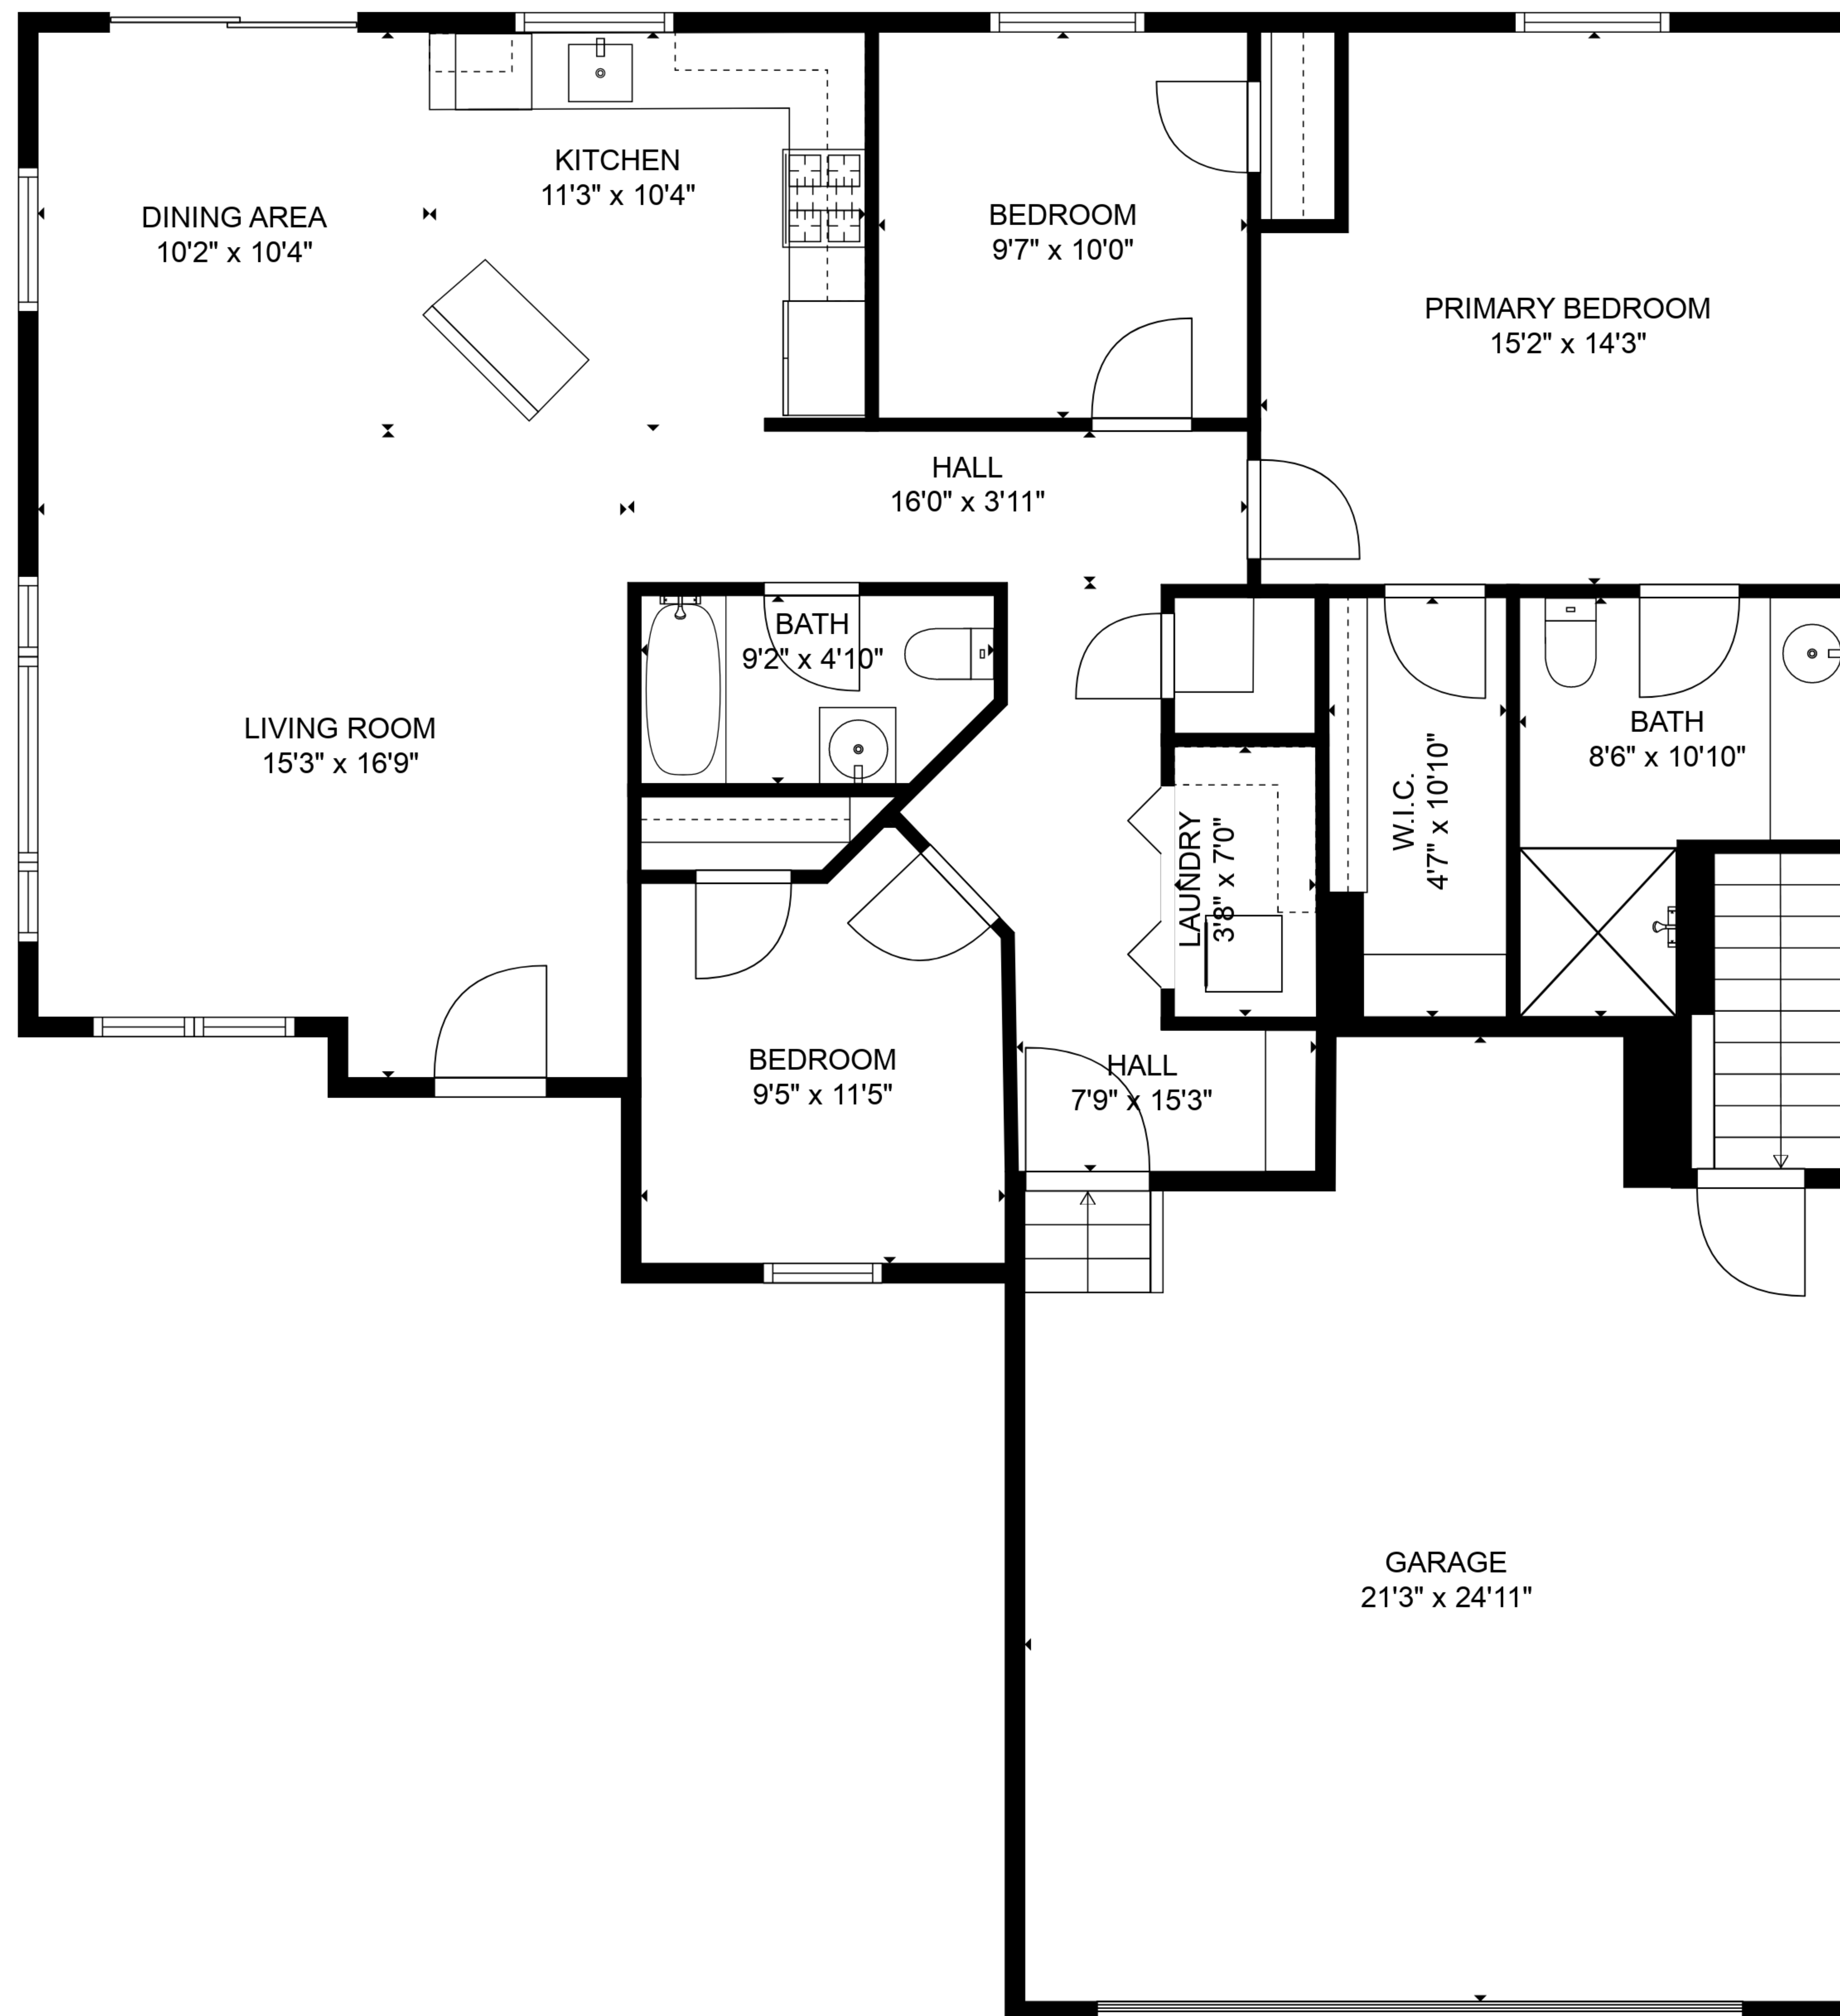 KITCHEN
11'3" x 10'4"
DINING AREA
10'2" x 10'4"
BEDROOM
9'7" x 10'0"
PRIMARY BEDROOM
15'2" x 14'3"
HALL
16'0" x 3'11"
BATH
9'2" x 4'10"
LIVING ROOM
15'3" x 16'9"
BATH
8'6" x 10'10"
W.I.C.
4'7" x 10'10"
LAUNDRY
3'8" x 7'0"
BEDROOM
9'5" x 11'5"
HALL
7'9" x 15'3"
GARAGE
21'3" x 24'11"